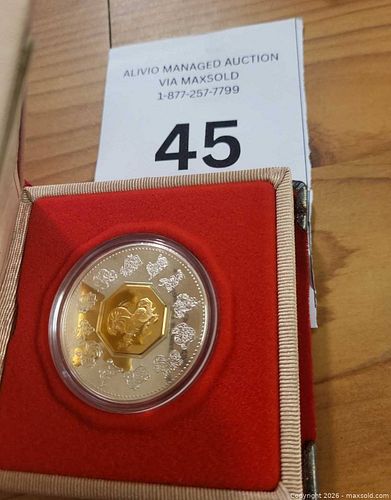 ALIVIO MANAGED AUCTION
VIA MAXSOLD
1-877-257-7799
45
Copyright 2026 - maxsold.com